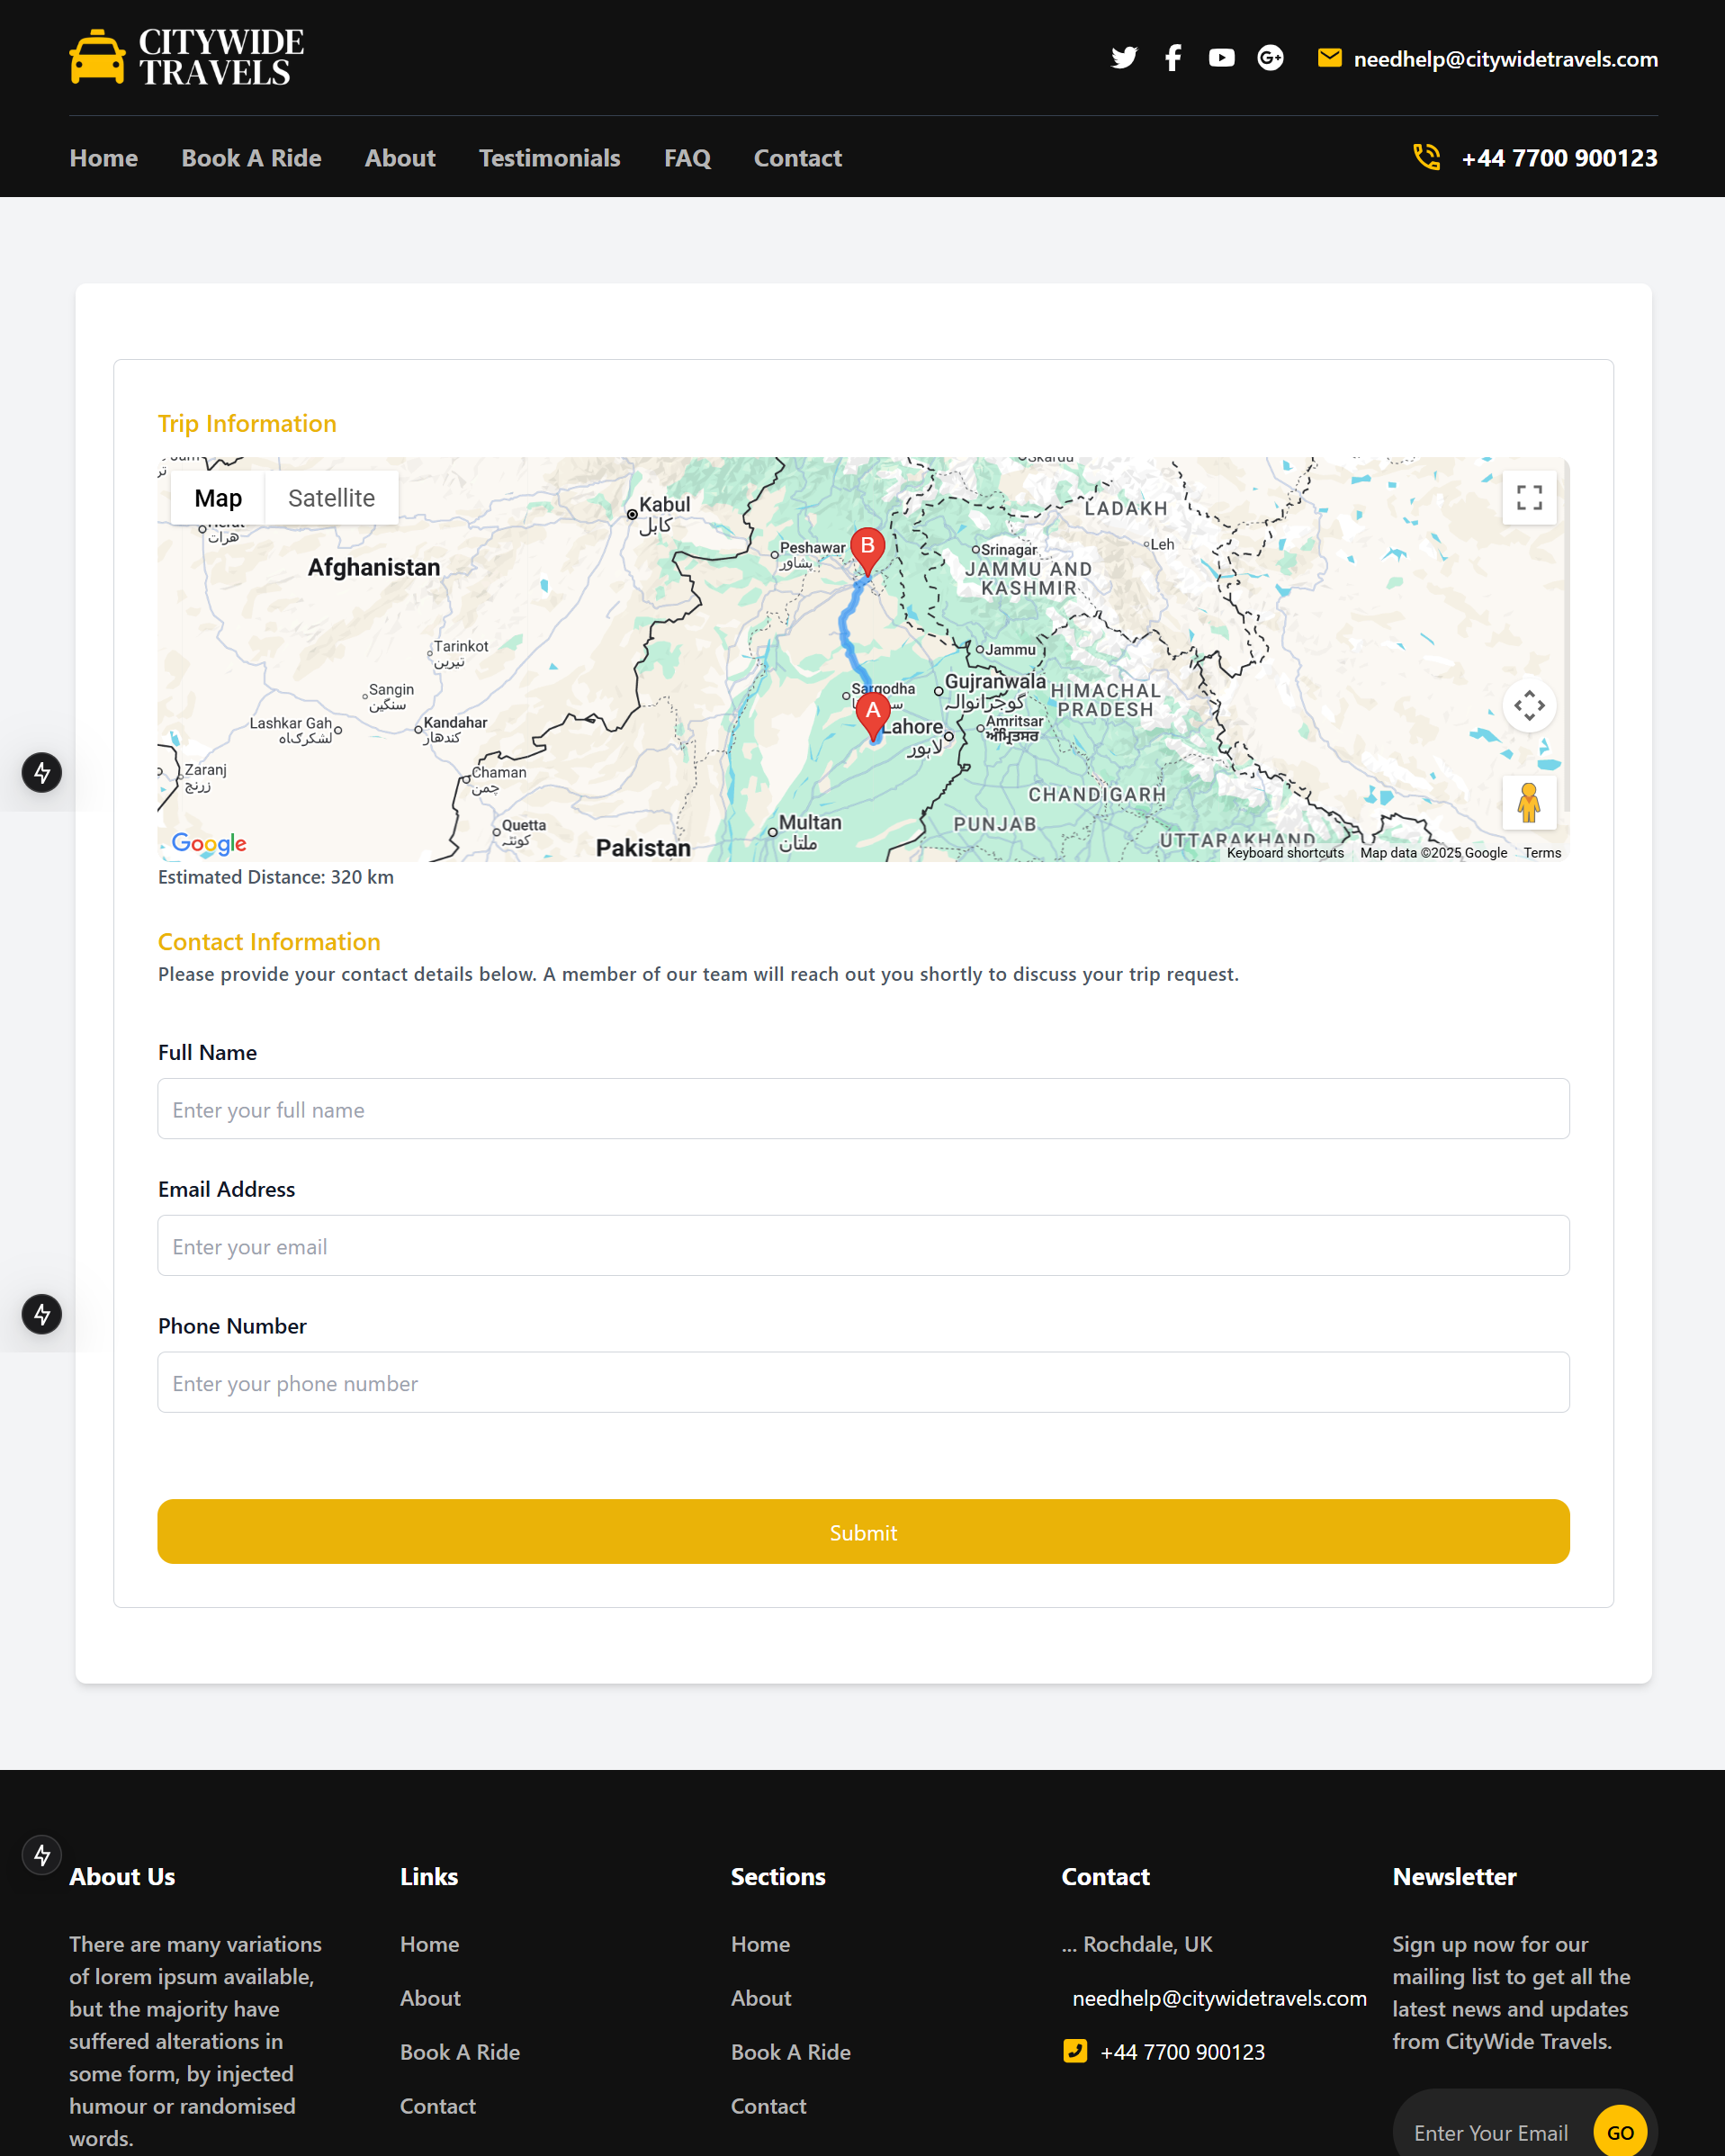 CITYWIDE
TRAVELS
needhelp@citywidetravels.com
Home Book A Ride About Testimonials FAQ Contact
+44 7700 900123
Trip Information
Map Satellite
Kabul
کابل
هرات
Afghanistan
Peshawar
پشاور
B
Srinagar
JAMMU AND
KASHMIR
LADAKH
Leh
Skardu
Tarinkot
تیرین
Jammu
Sangin
سنگین
Sargodha
Gujranwala
گوجرانوالہ
HIMACHAL
PRADESH
Lashkar Gah
لشکرگاه
Kandahar
کندهار
A
Lahore
لاہور
Amritsar
ਅੰਮ੍ਰਿਤਸਰ
Zaranj
زرنج
Chaman
چمن
CHANDIGARH
Quetta
کوئٹہ
Pakistan
Multan
ملتان
PUNJAB
UTTARAKHAND
Google
Keyboard shortcuts Map data ©2025 Google Terms
Estimated Distance: 320 km
Contact Information
Please provide your contact details below. A member of our team will reach out you shortly to discuss your trip request.
Full Name
Enter your full name
Email Address
Enter your email
Phone Number
Enter your phone number
Submit
About Us
There are many variations
of lorem ipsum available,
but the majority have
suffered alterations in
some form, by injected
humour or randomised
words.
Links
Home
About
Book A Ride
Contact
Sections
Home
About
Book A Ride
Contact
Contact
... Rochdale, UK
needhelp@citywidetravels.com
+44 7700 900123
Newsletter
Sign up now for our
mailing list to get all the
latest news and updates
from CityWide Travels.
Enter Your Email GO